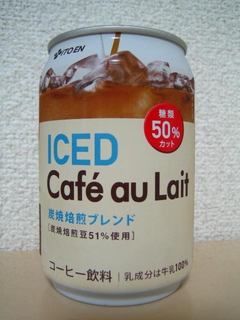 ITO EN
糖類
50%
カット
ICED
Café au Lait
炭焼焙煎ブレンド
[炭焼焙煎豆51%使用]
コーヒー飲料 | 乳成分は牛乳100%